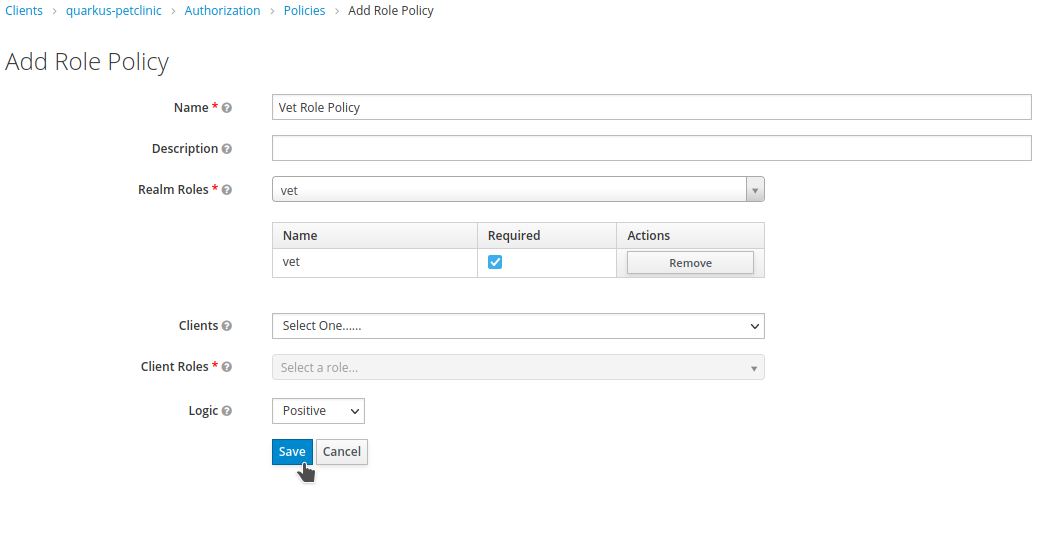 Clients > quarkus-petclinic > Authorization > Policies > Add Role Policy
Add Role Policy
Name *
Vet Role Policy
Description
Realm Roles *
vet
Name Required Actions
vet Remove
Clients
Select One......
Client Roles *
Select a role...
Logic
Positive
Save Cancel